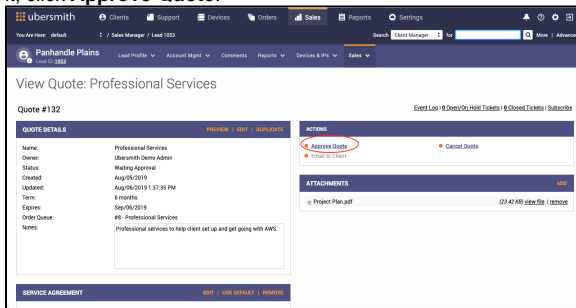 it, click Approve Quote.
ubersmith Clients Support Devices Orders Sales Reports Settings
You Are Here: default / Sales Manager / Lead 1053 Search Client Manager for More | Advance
Panhandle Plains Lead Profile Account Mgmt Comments Reports Devices & IPs Sales
Lead ID: 1053
View Quote: Professional Services
Quote #132 Event Log | 0 Open/On Hold Tickets | 0 Closed Tickets | Subscribe
QUOTE DETAILS PREVIEW | EDIT | DUPLICATE ACTIONS
Name: Professional Services Approve Quote Cancel Quote
Owner: Ubersmith Demo Admin Email to Client
Status: Waiting Approval
Created: Aug/05/2019
Updated: Aug/06/2019 1:37:35 PM ATTACHMENTS ADD
Term: 6 months
Expires: Sep/06/2019 Project Plan.pdf (23.42 KB) view file | remove
Order Queue: #8 - Professional Services
Notes: Professional services to help client set up and get going with AWS.
SERVICE AGREEMENT EDIT | USE DEFAULT | REMOVE